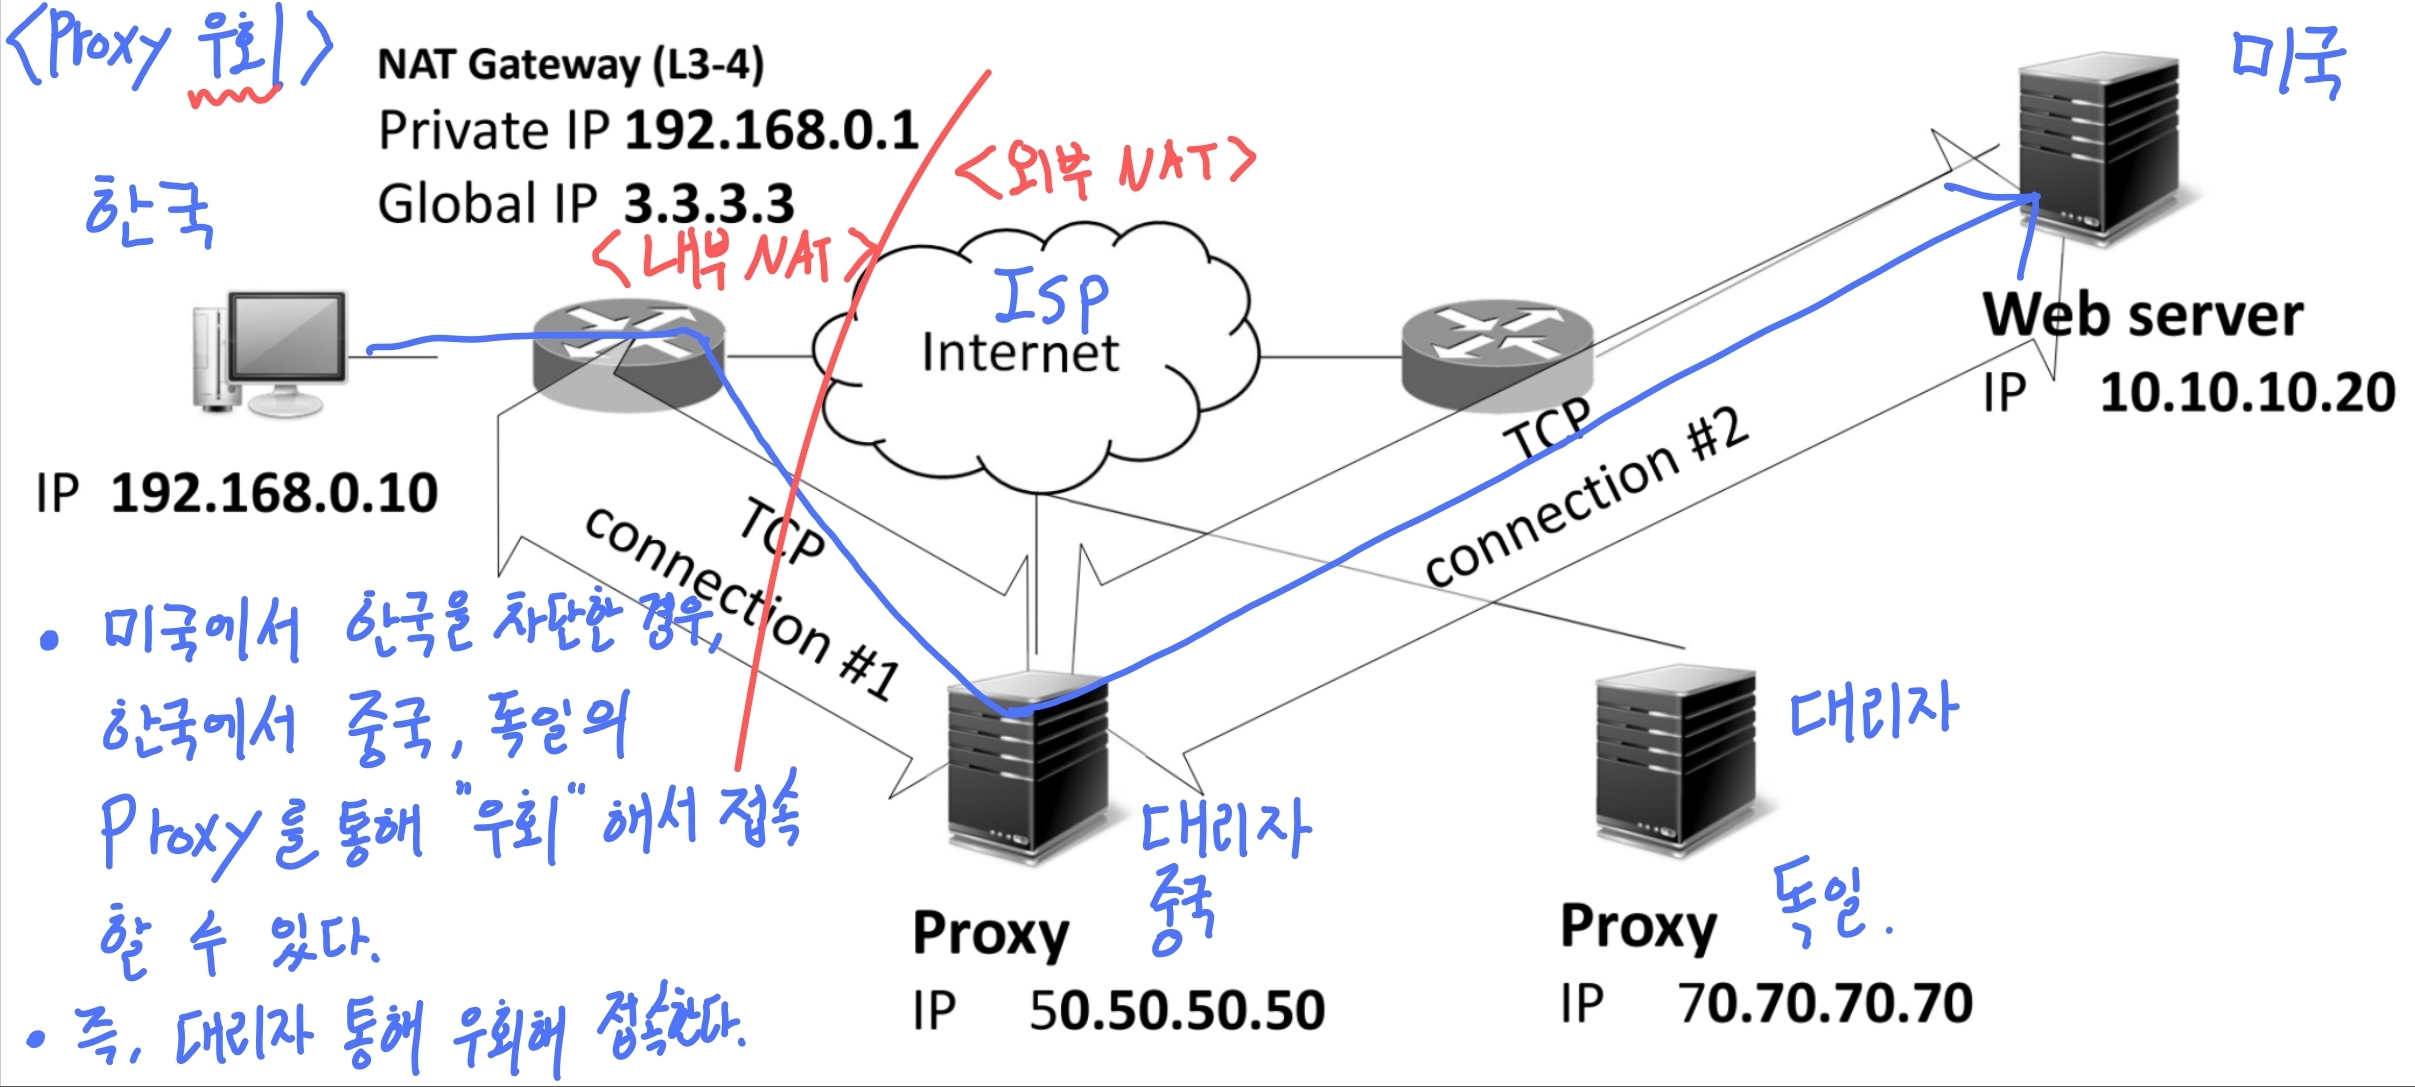 <Proxy 우회>
NAT Gateway (L3-4)
Private IP 192.168.0.1
Global IP 3.3.3.3
미국
한국
<외부 NAT>
<내부 NAT>
ISP
Internet
Web server
IP 10.10.10.20
IP 192.168.0.10
TCP
connection #1
TCP
connection #2
• 미국에서 한국을 차단한 경우,
한국에서 중국, 독일의
Proxy를 통해 "우회" 해서 접속
할 수 있다.
• 즉, 대리자 통해 우회해 접속한다.
대리자
중국
Proxy
IP 50.50.50.50
대리자
독일.
Proxy
IP 70.70.70.70